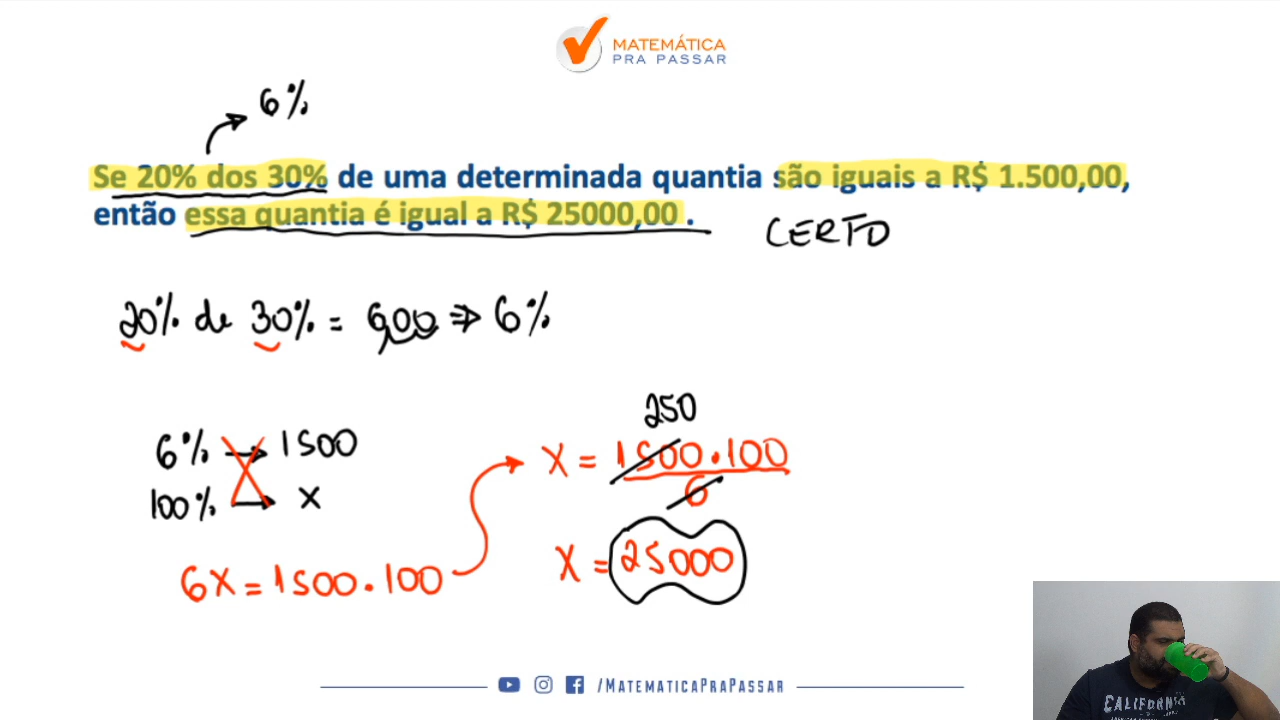 MATEMÁTICA
PRA PASSAR
6%
Se 20% dos 30% de uma determinada quantia são iguais a R$ 1.500,00,
então essa quantia é igual a R$ 25000,00 .
CERTO
20% de 30% = 600 ⇒ 6%
6% → 1500
100% → x
6x = 1500.100
250
x = 1500.100
6
x = 25000
/MATEMATICAPRAPASSAR
CALIFORNIA